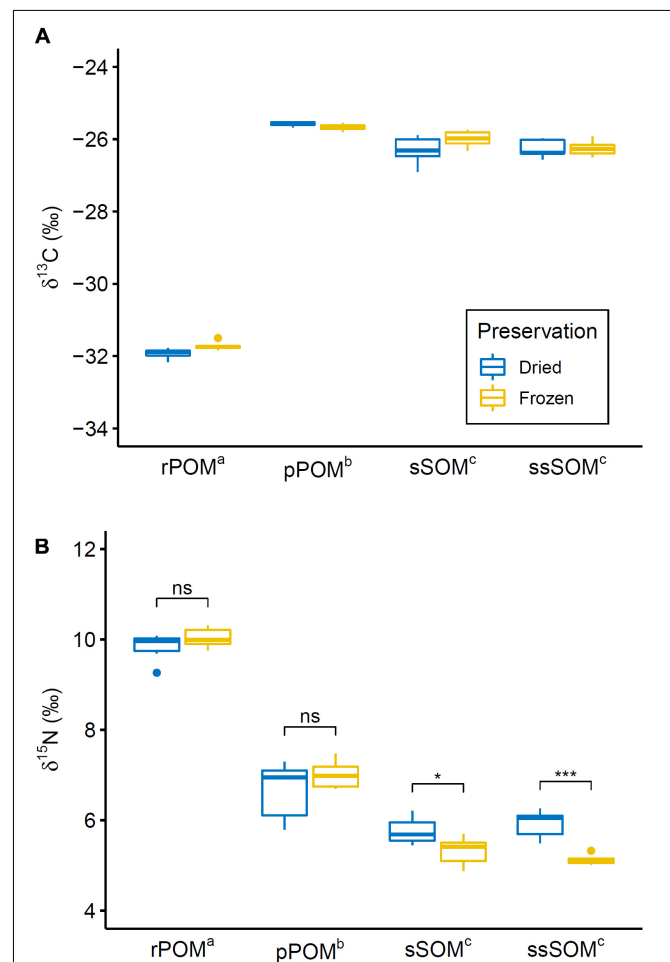 A
−24
−26
−28
−30
−32
−34
δ¹³C (‰)
Preservation
Dried
Frozen
rPOMᵃ pPOMᵇ sSOMᶜ ssSOMᶜ
B
12
10
8
6
4
δ¹⁵N (‰)
ns
ns
*
***
rPOMᵃ pPOMᵇ sSOMᶜ ssSOMᶜ